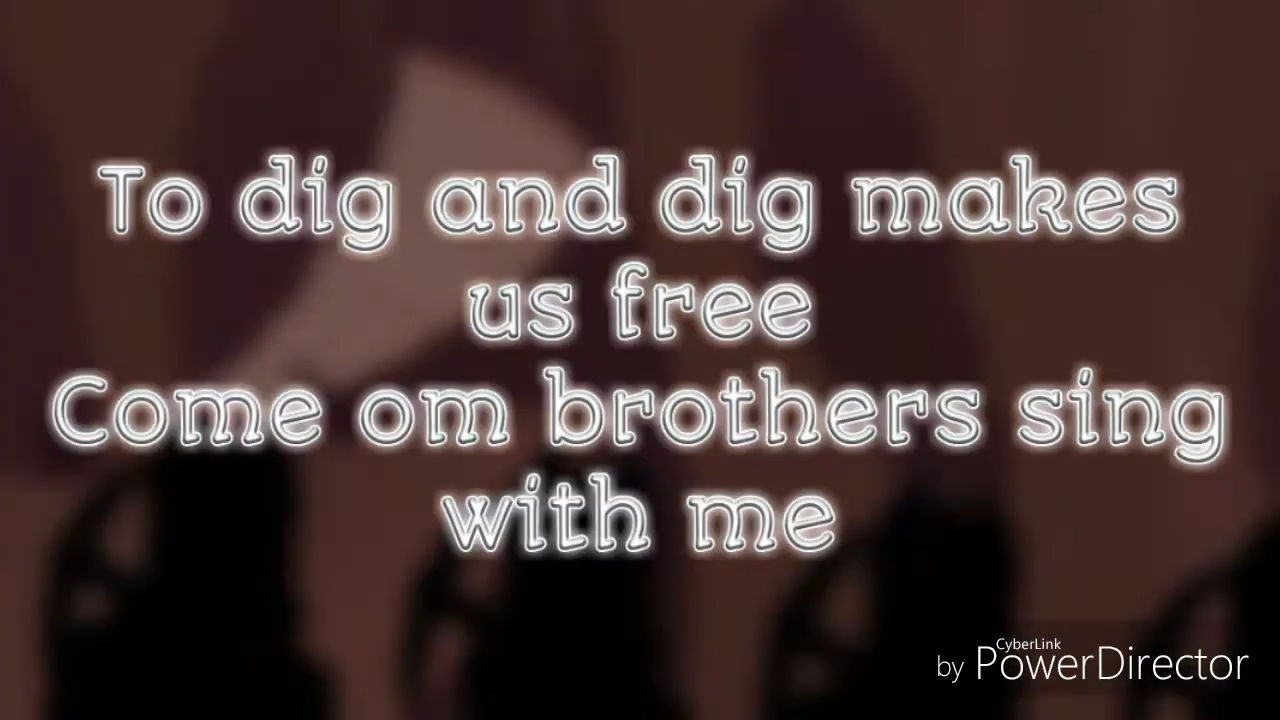 To dig and dig makes
us free
Come om brothers sing
with me
CyberLink
by PowerDirector